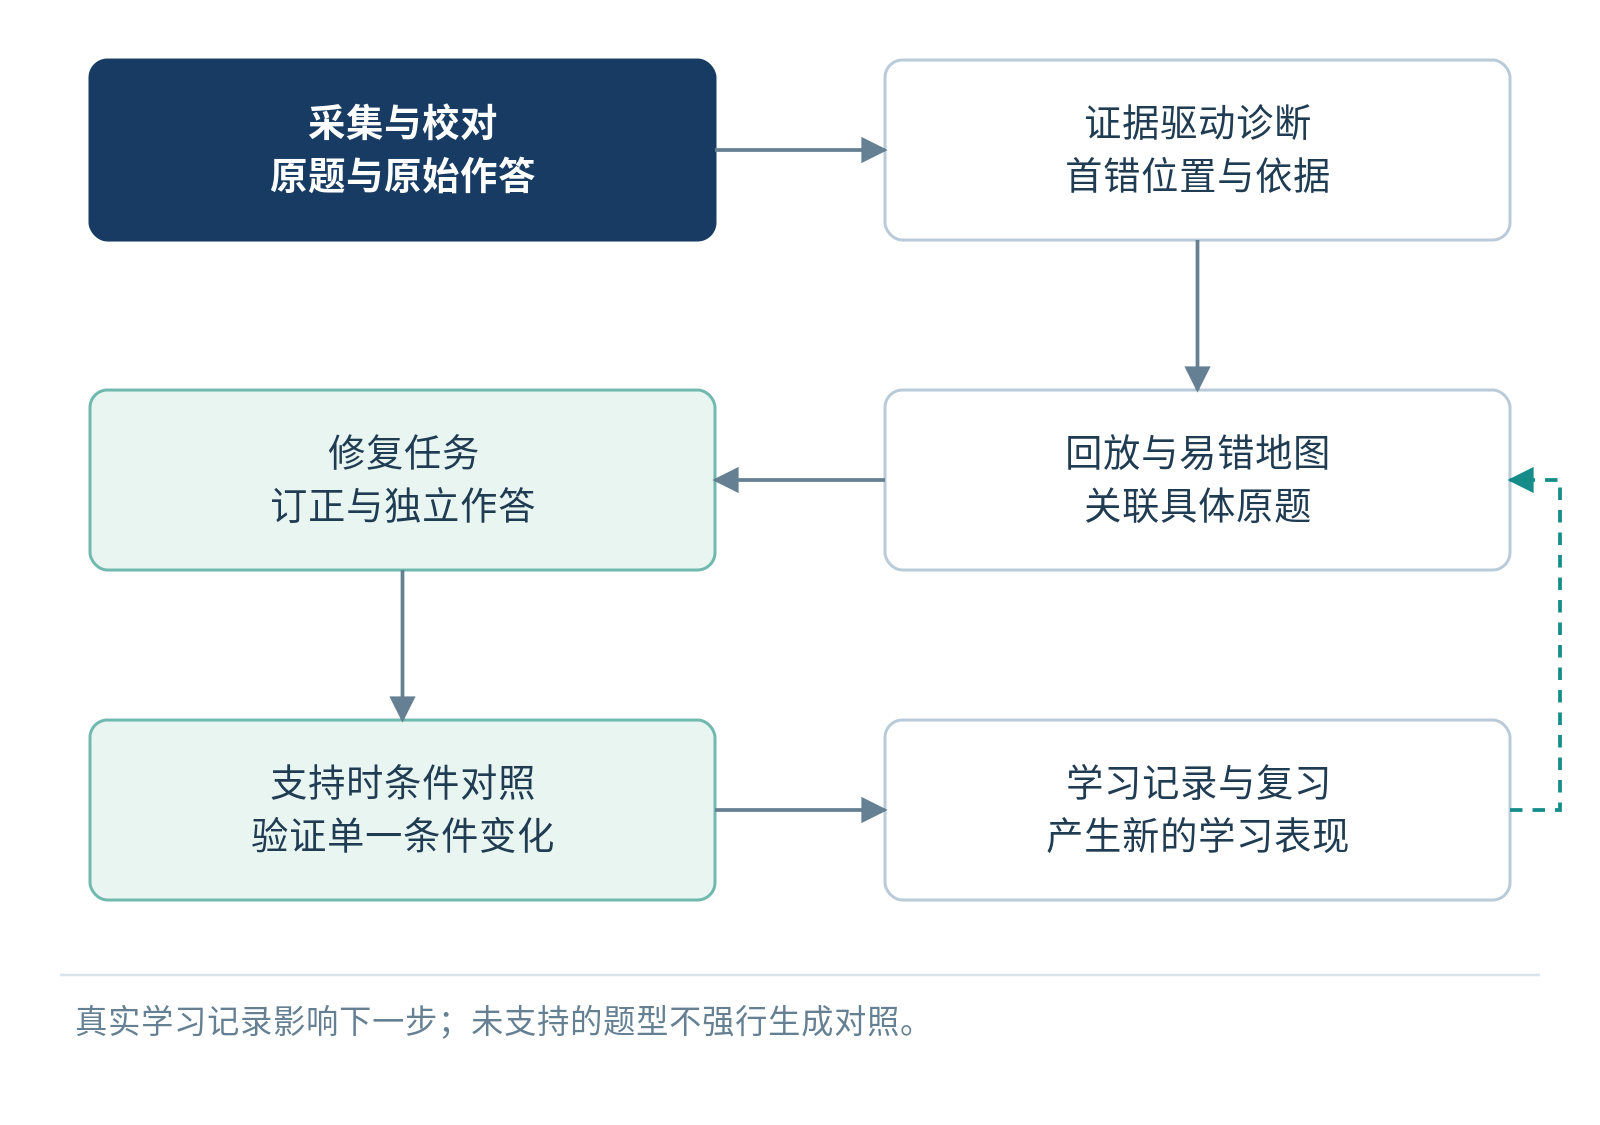 采集与校对
原题与原始作答
证据驱动诊断
首错位置与依据
回放与易错地图
关联具体原题
修复任务
订正与独立作答
支持时条件对照
验证单一条件变化
学习记录与复习
产生新的学习表现
真实学习记录影响下一步；未支持的题型不强行生成对照。